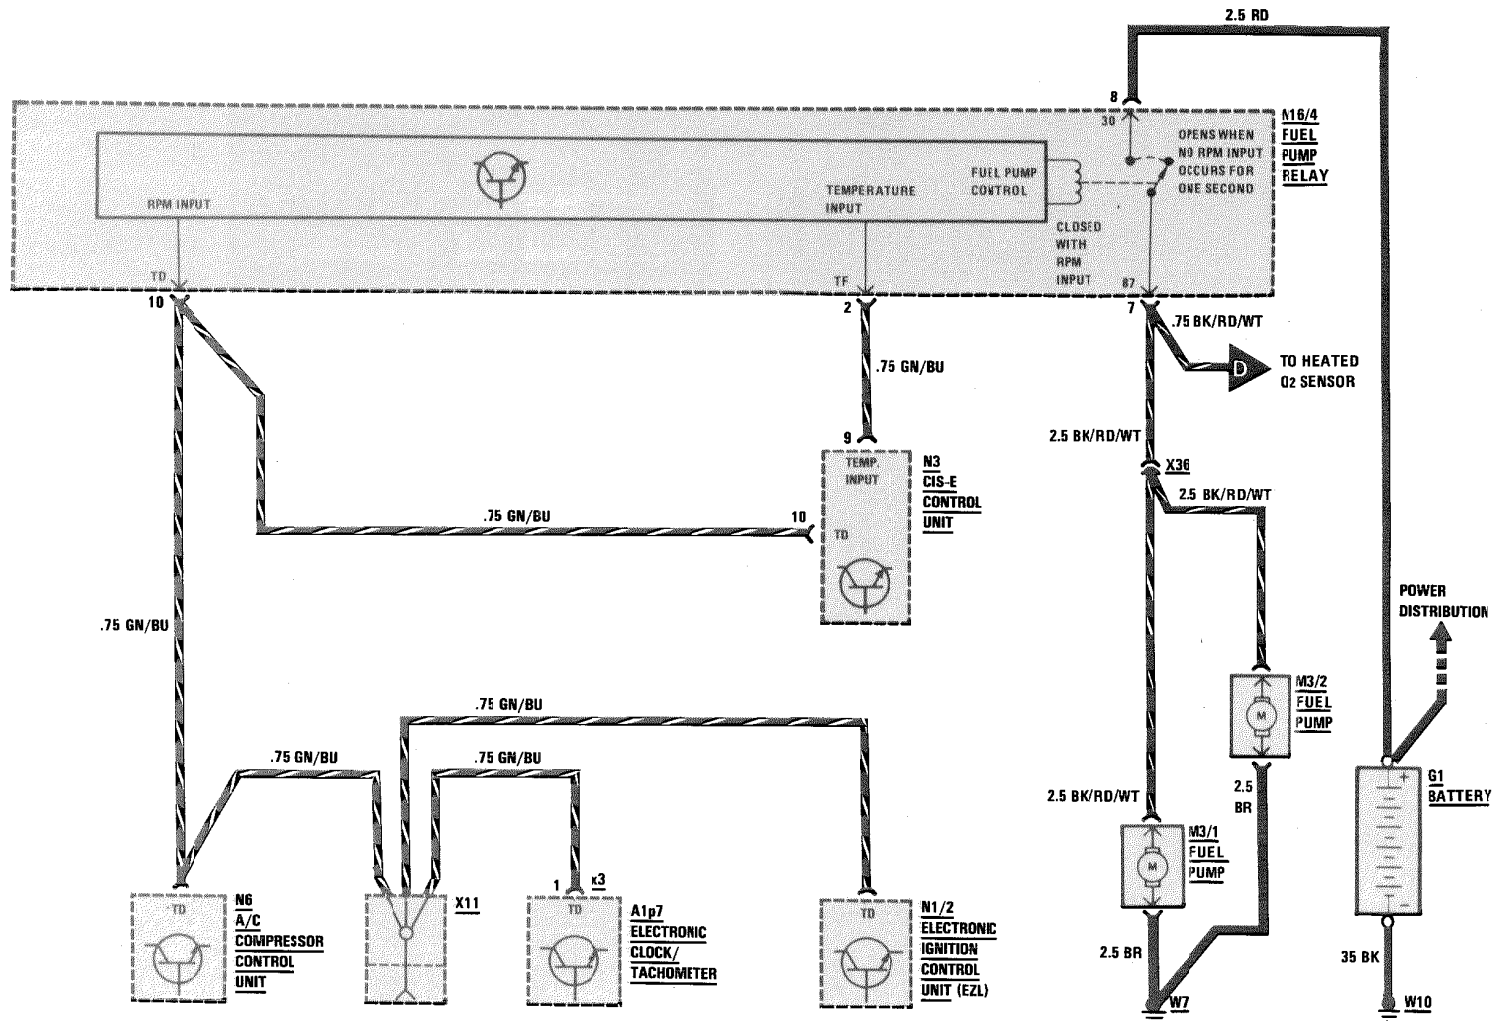 2.5 RD
8
30
N16/4
FUEL
PUMP
RELAY
OPENS WHEN
NO RPM INPUT
OCCURS FOR
ONE SECOND
FUEL PUMP
CONTROL
TEMPERATURE
INPUT
RPM INPUT
CLOSED
WITH
RPM
INPUT
TD
TF
87
10
2
7
.75 BK/RD/WT
D
TO HEATED
O2 SENSOR
.75 GN/BU
2.5 BK/RD/WT
9
X36
TEMP.
INPUT
N3
CIS-E
CONTROL
UNIT
2.5 BK/RD/WT
.75 GN/BU
10
TD
POWER
DISTRIBUTION
.75 GN/BU
M3/2
FUEL
PUMP
M
.75 GN/BU
.75 GN/BU
.75 GN/BU
2.5
BR
2.5 BK/RD/WT
G1
BATTERY
+
-
M3/1
FUEL
PUMP
M
1
x3
TD
N6
A/C
COMPRESSOR
CONTROL
UNIT
X11
TD
A1p7
ELECTRONIC
CLOCK/
TACHOMETER
TD
N1/2
ELECTRONIC
IGNITION
CONTROL
UNIT (EZL)
2.5 BR
35 BK
W7
W10